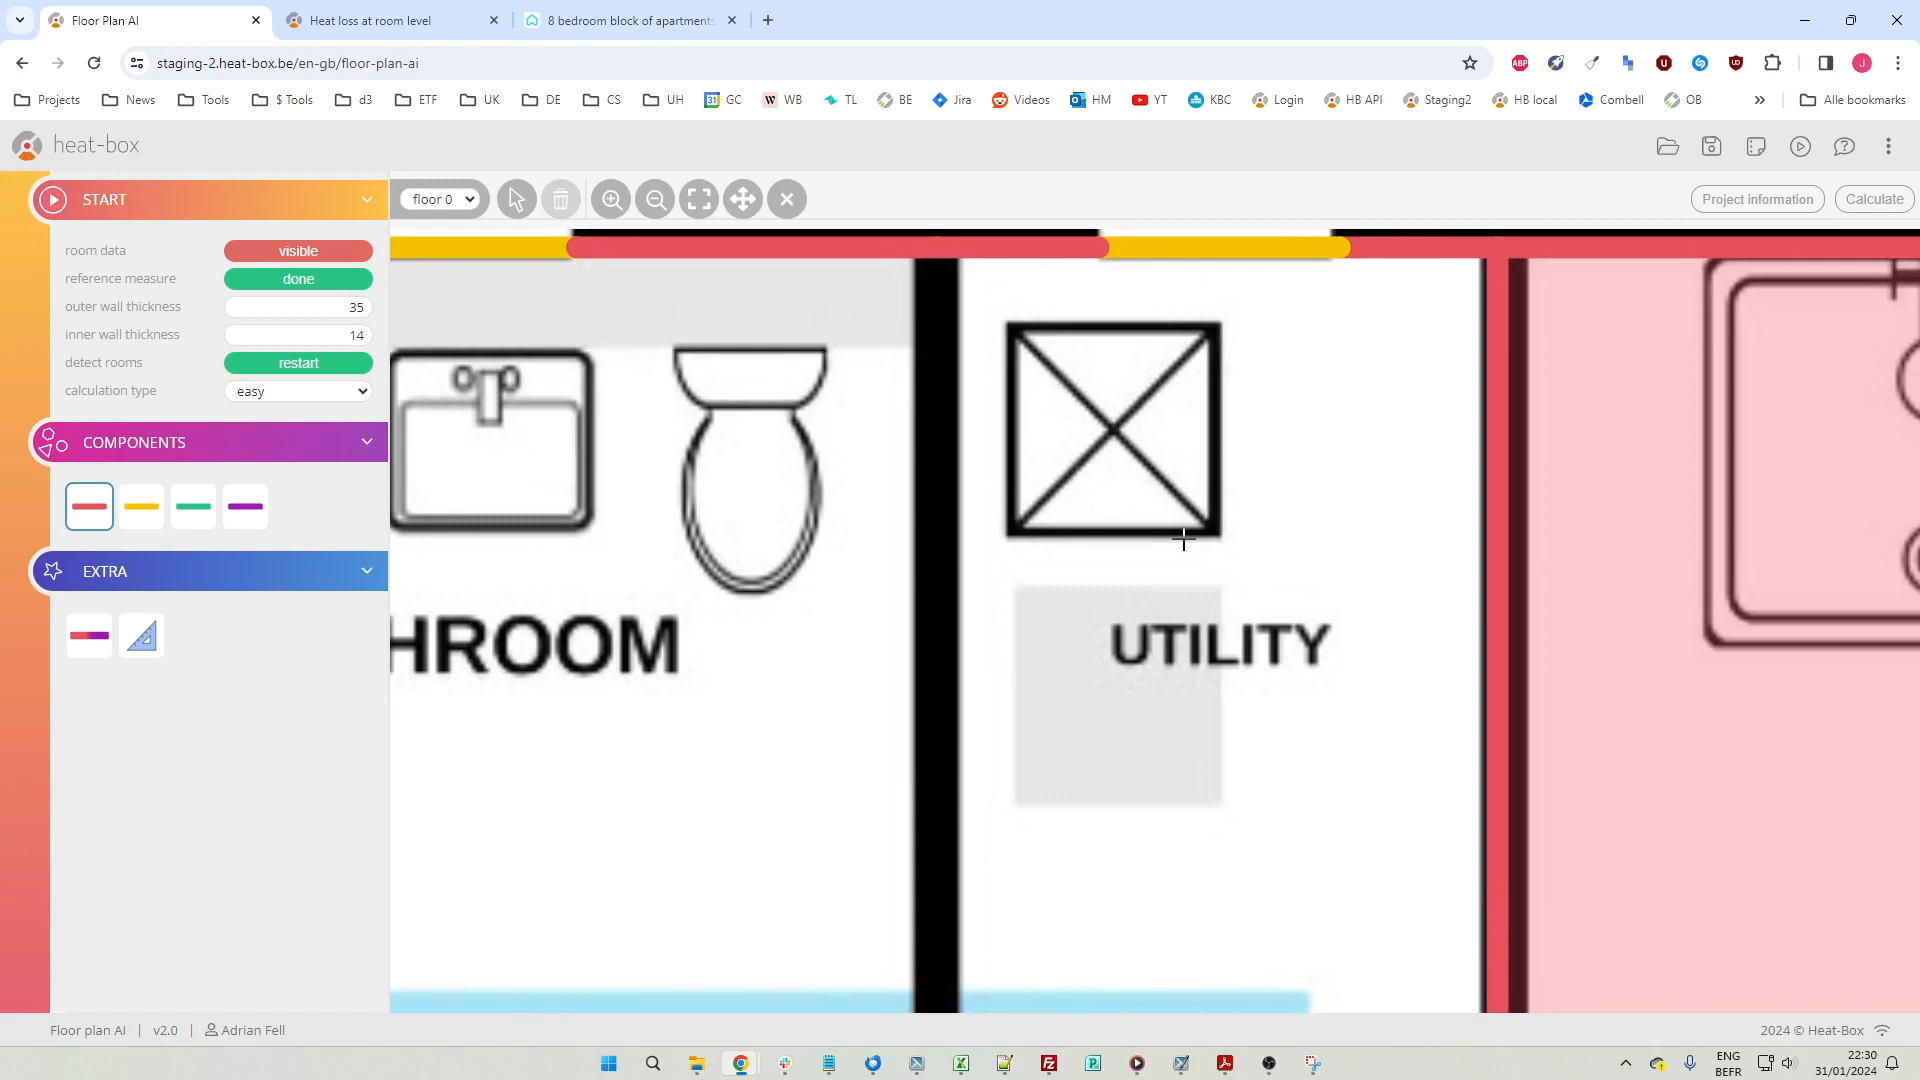 Floor Plan AI
Heat loss at room level
8 bedroom block of apartments
staging-2.heat-box.be/en-gb/floor-plan-ai
Projects
News
Tools
$ Tools
d3
ETF
UK
DE
CS
UH
GC
WB
TL
BE
Jira
Videos
HM
YT
KBC
Login
HB API
Staging2
HB local
Combell
OB
Alle bookmarks
heat-box
START
floor 0
Project information
Calculate
room data
visible
reference measure
done
outer wall thickness
35
inner wall thickness
14
detect rooms
restart
calculation type
easy
COMPONENTS
EXTRA
HROOM
UTILITY
Floor plan AI
v2.0
Adrian Fell
2024 © Heat-Box
ENG
BEFR
22:30
31/01/2024